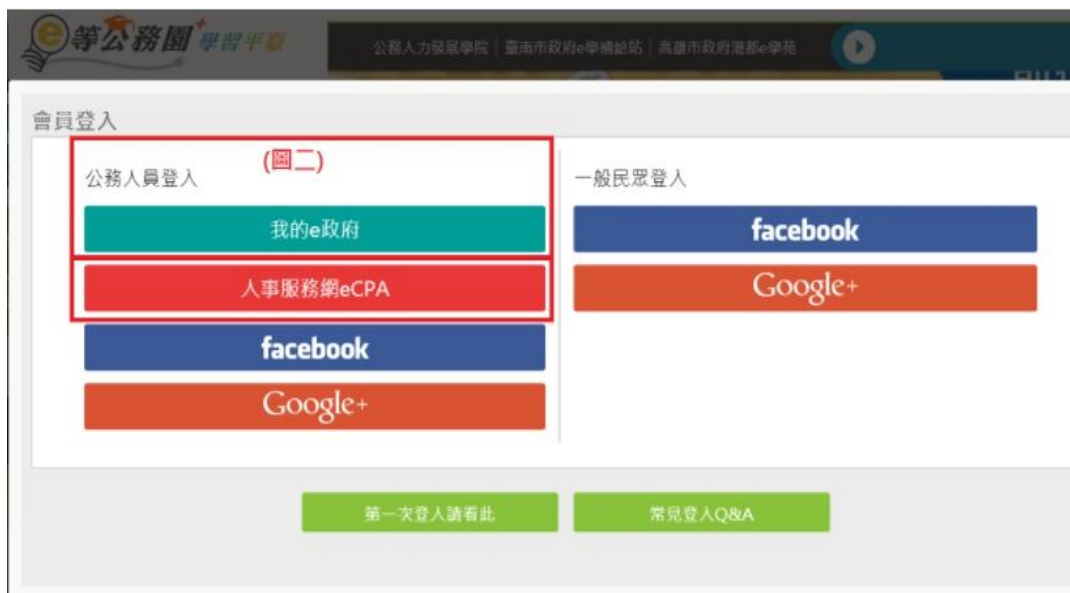 e等公務園+學習平臺
公務人力發展學院|臺南市政府e學補給站|高雄市政府港都e學苑
會員登入
(圖二)
公務人員登入
我的e政府
人事服務網eCPA
facebook
Google+
一般民眾登入
facebook
Google+
第一次登入請看此
常見登入Q&A